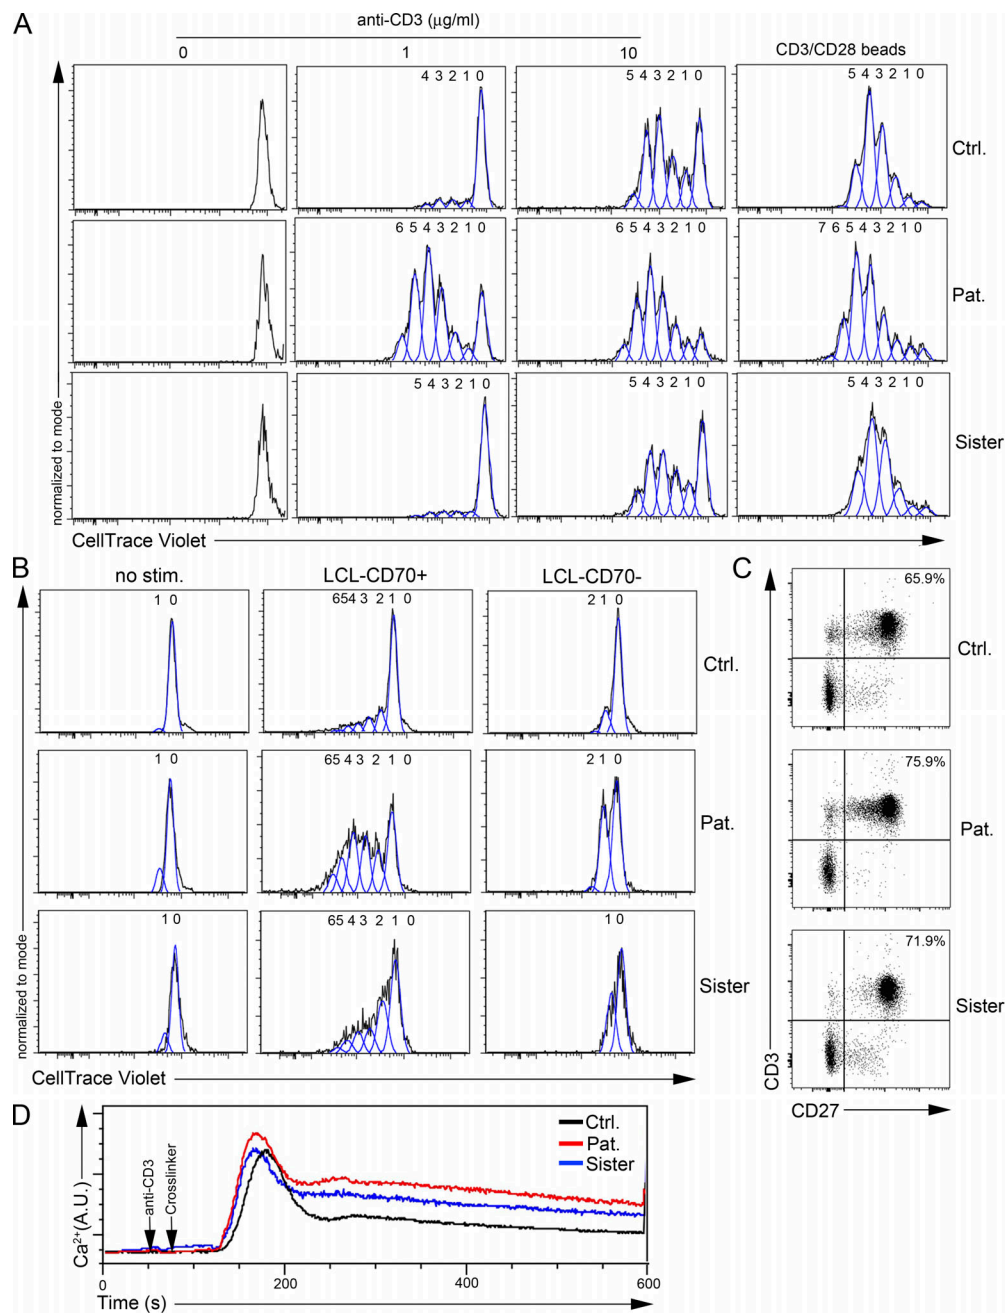 A
anti-CD3 (µg/ml)
0 1 10 CD3/CD28 beads
4 3 2 1 0
5 4 3 2 1 0
5 4 3 2 1 0
Ctrl.
6 5 4 3 2 1 0
6 5 4 3 2 1 0
7 6 5 4 3 2 1 0
Pat.
5 4 3 2 1 0
5 4 3 2 1 0
5 4 3 2 1 0
Sister
normalized to mode
CellTrace Violet
B
no stim. LCL-CD70+ LCL-CD70-
1 0
654 3 2 1 0
2 1 0
Ctrl.
1 0
65 4 3 2 1 0
2 1 0
Pat.
1 0
65 4 3 2 1 0
1 0
Sister
normalized to mode
CellTrace Violet
C
65.9%
Ctrl.
75.9%
Pat.
71.9%
Sister
CD3
CD27
D
Ca²⁺(A.U.)
anti-CD3
Crosslinker
Ctrl.
Pat.
Sister
0 200 400 600
Time (s)